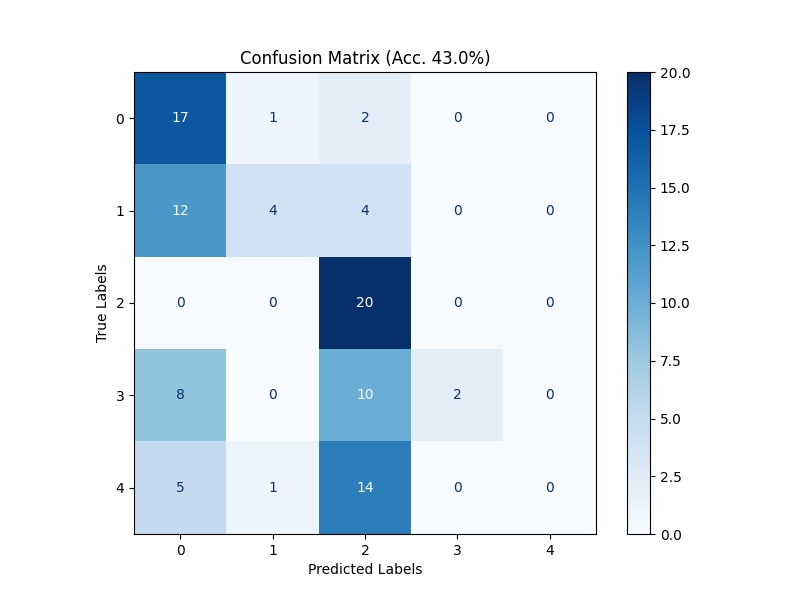 Confusion Matrix (Acc. 43.0%)
True Labels
0 17 1 2 0 0
1 12 4 4 0 0
2 0 0 20 0 0
3 8 0 10 2 0
4 5 1 14 0 0
0 1 2 3 4
Predicted Labels
20.0
17.5
15.0
12.5
10.0
7.5
5.0
2.5
0.0